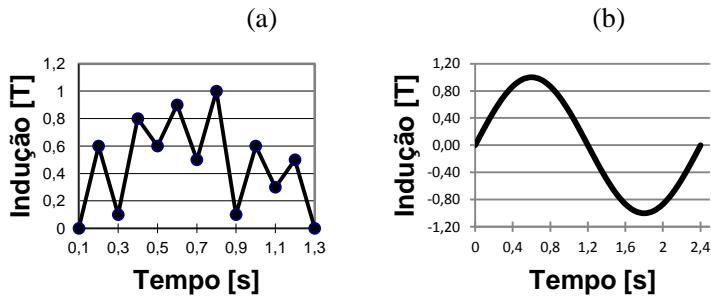 (a)
(b)
Indução [T]
1,2
1
0,8
0,6
0,4
0,2
0
0,1 0,3 0,5 0,7 0,9 1,1 1,3
Tempo [s]
Indução [T]
1,20
0,80
0,40
0,00
-0,40
-0,80
-1,20
0 0,4 0,8 1,2 1,6 2 2,4
Tempo [s]